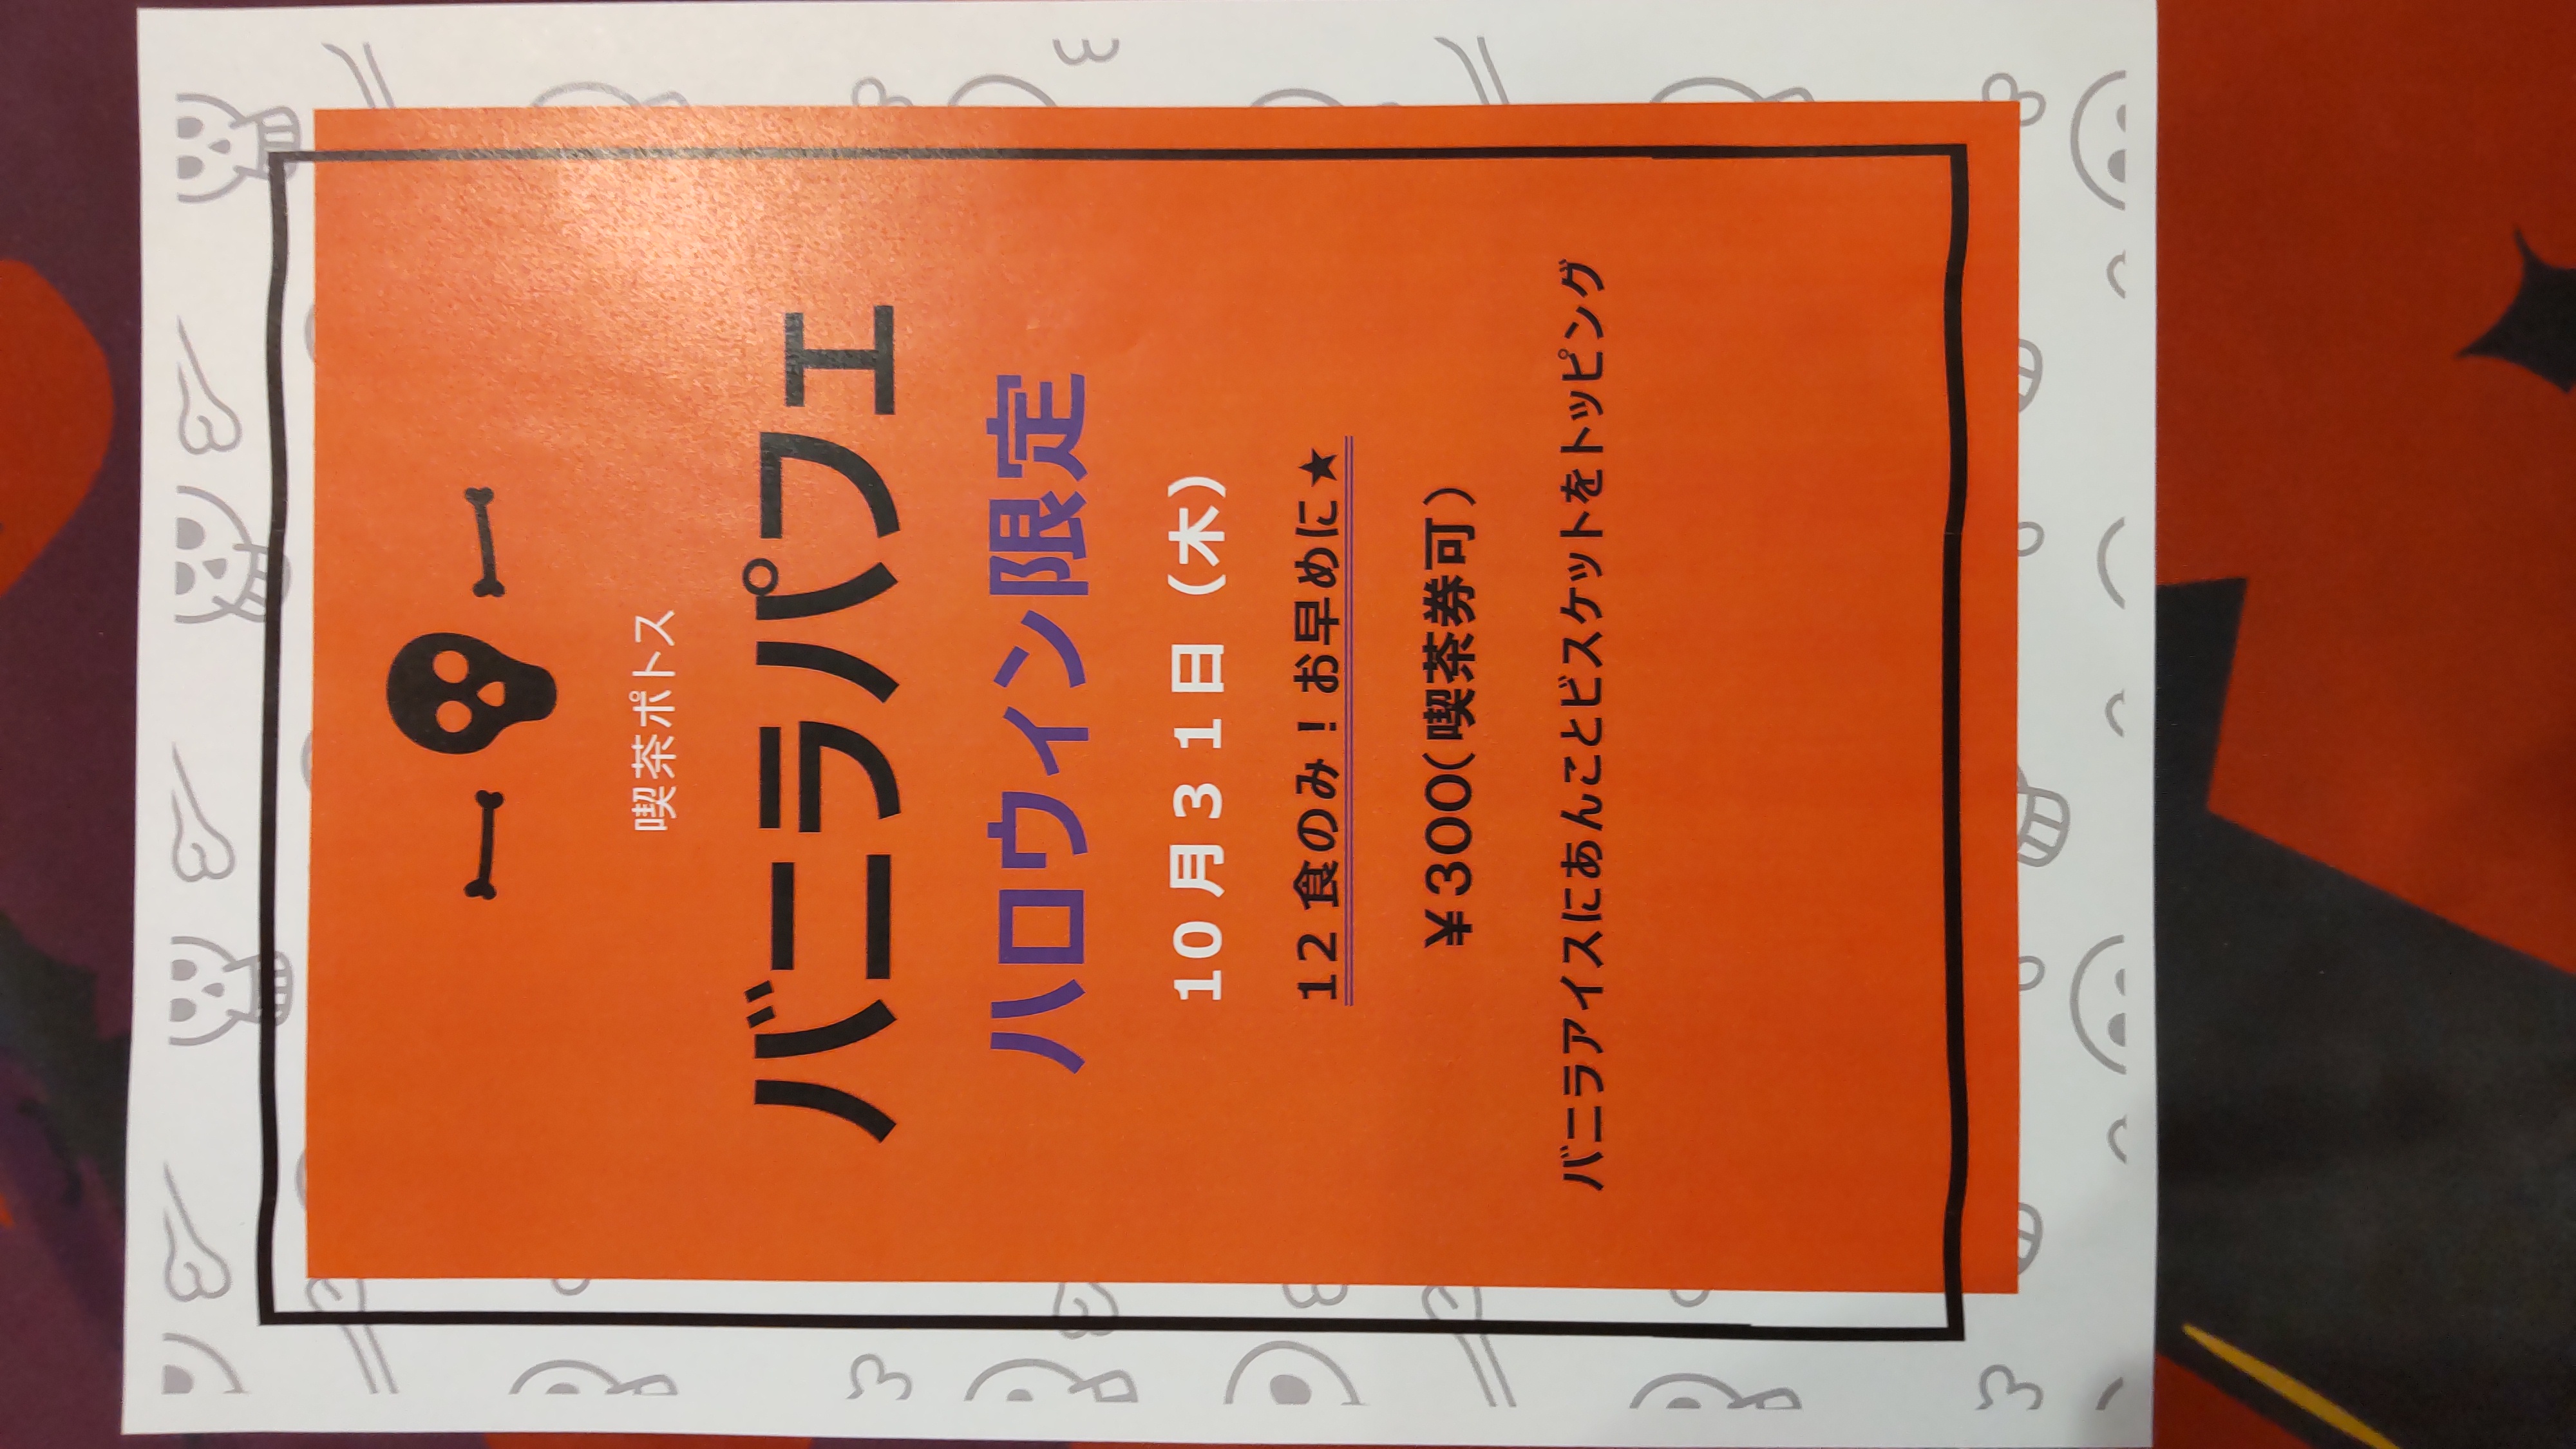 喫茶ポトス
バニラパフェ
ハロウィン限定
10月31日（木）
12食のみ！お早めに★
￥300(喫茶券可）
バニラアイスにあんことビスケットをトッピング